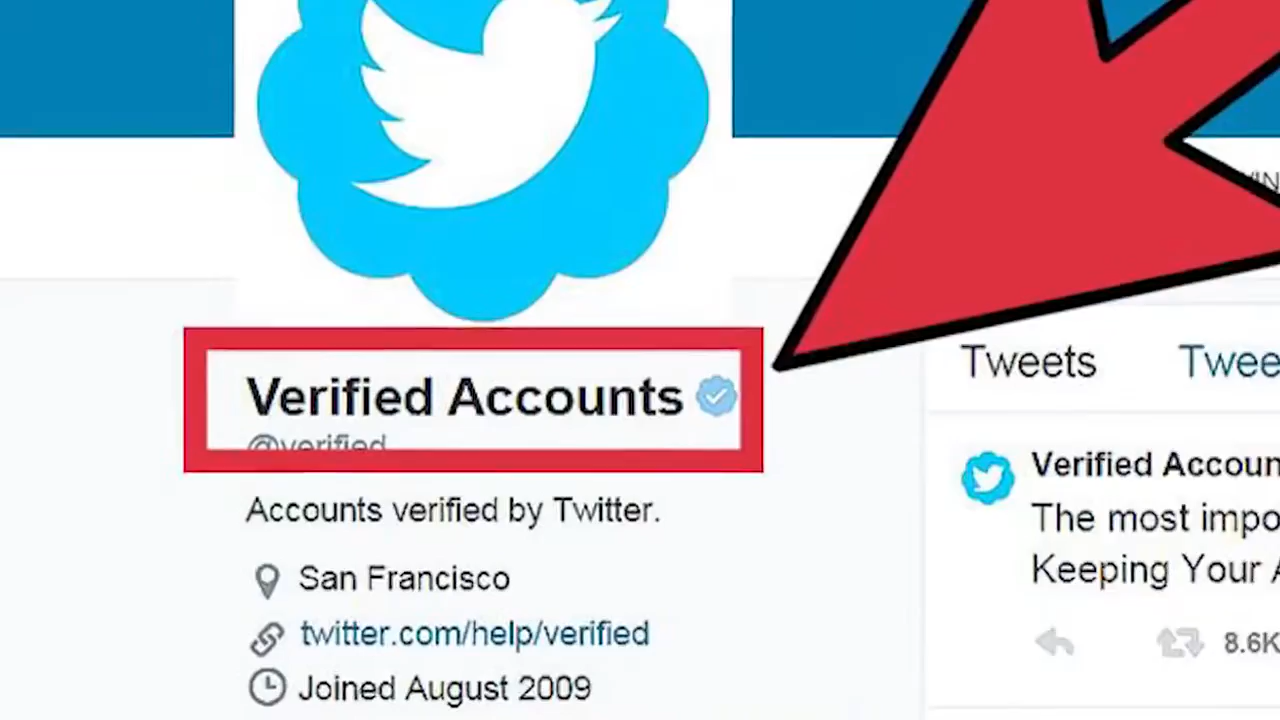 Verified Accounts
@verified
Accounts verified by Twitter.
San Francisco
twitter.com/help/verified
Joined August 2009
Tweets
Verified Accoun
The most impo
Keeping Your A
8.6K